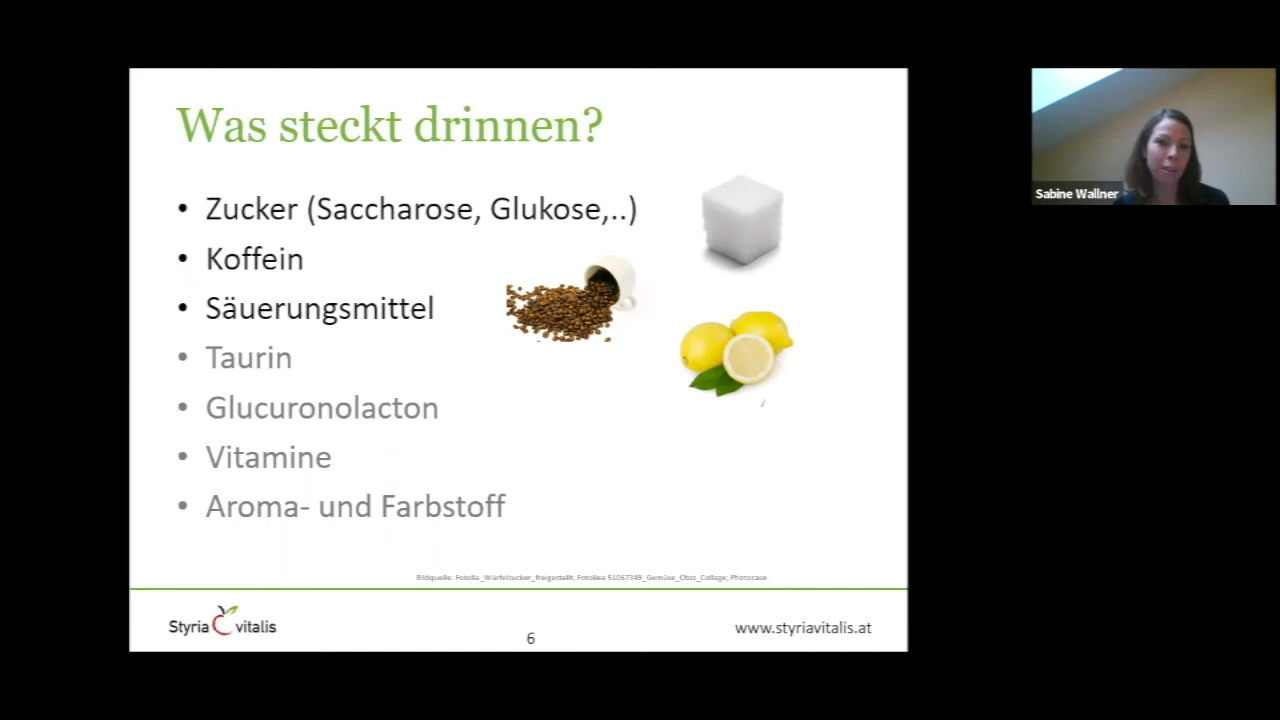 Was steckt drinnen?
• Zucker (Saccharose, Glukose,..)
• Koffein
• Säuerungsmittel
• Taurin
• Glucuronolacton
• Vitamine
• Aroma- und Farbstoff
Bildquelle: Fotolia_Würfelzucker_freigestellt, Fotoliea 51067349_Gemüse_Obst_Collage; Photocase
Styria vitalis
6
www.styriavitalis.at
Sabine Wallner